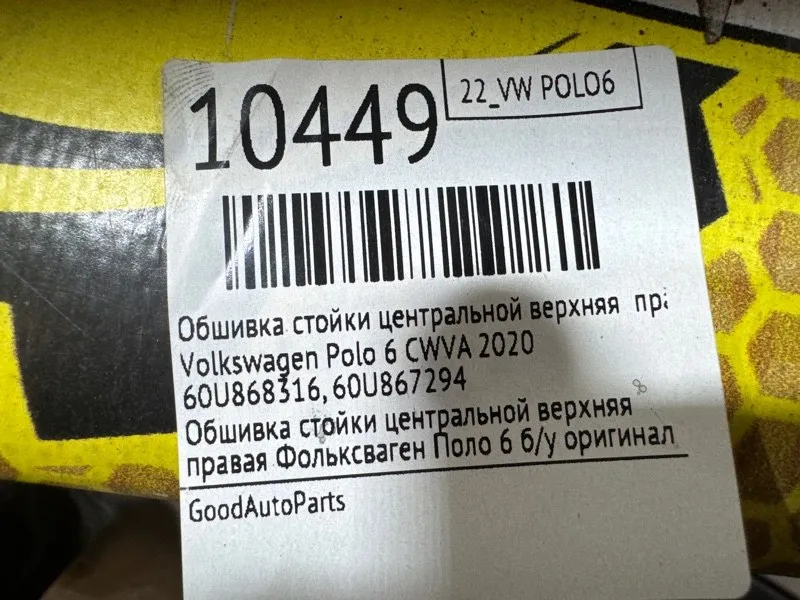 10449
22_VW POLO6
Обшивка стойки центральной верхняя
Volkswagen Polo 6 CWVA 2020
60U868316, 60U867294
Обшивка стойки центральной верхняя
правая Фольксваген Поло 6 б/у оригинал
GoodAutoParts